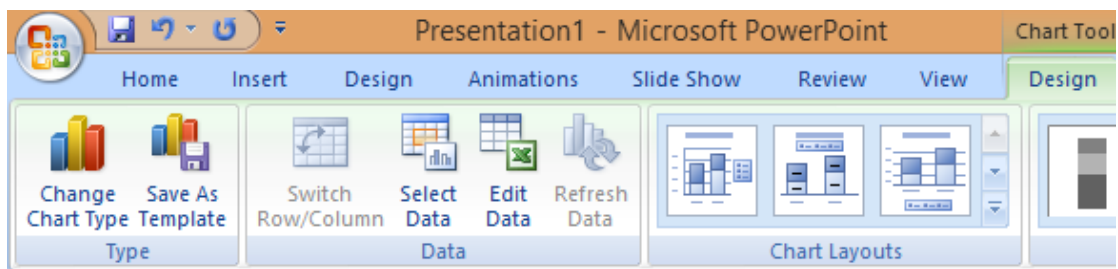 Presentation1 - Microsoft PowerPoint
Chart Tool
Home Insert Design Animations Slide Show Review View Design
Change Chart Type
Save As Template
Switch Row/Column
Select Data
Edit Data
Refresh Data
Type
Data
Chart Layouts